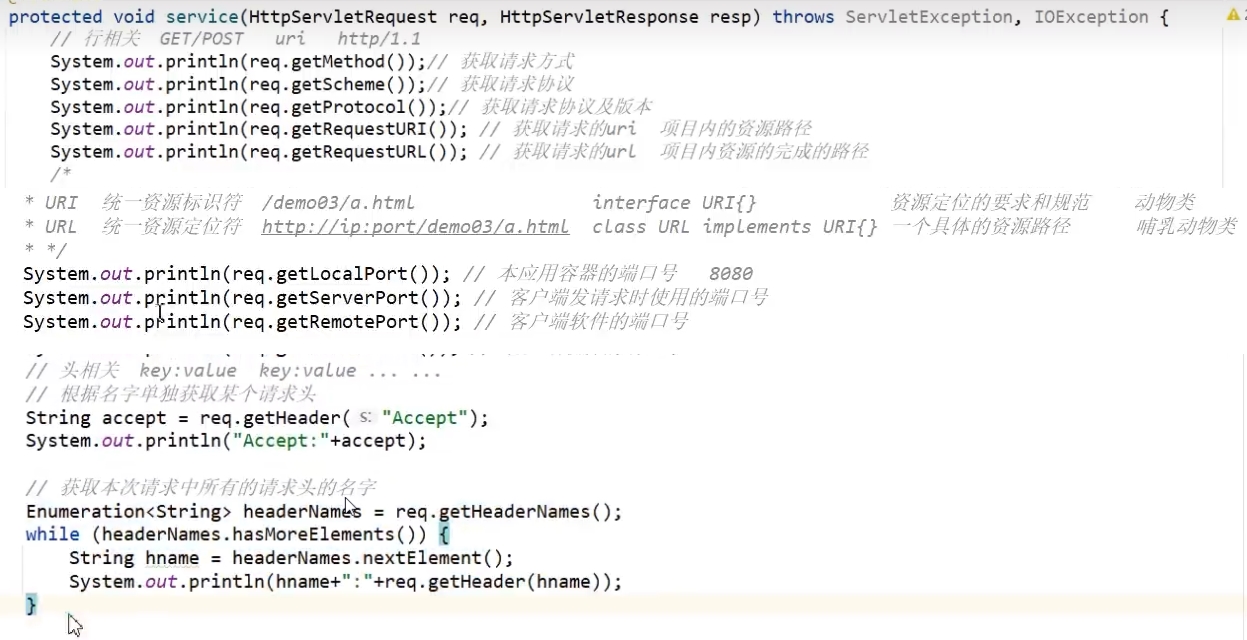 protected void service(HttpServletRequest req, HttpServletResponse resp) throws ServletException, IOException {
// 行相关 GET/POST uri http/1.1
System.out.println(req.getMethod());// 获取请求方式
System.out.println(req.getScheme());// 获取请求协议
System.out.println(req.getProtocol());// 获取请求协议及版本
System.out.println(req.getRequestURI()); // 获取请求的uri 项目内的资源路径
System.out.println(req.getRequestURL()); // 获取请求的url 项目内资源的完成的路径
/*
* URI 统一资源标识符 /demo03/a.html interface URI{} 资源定位的要求和规范 动物类
* URL 统一资源定位符 http://ip:port/demo03/a.html class URL implements URI{} 一个具体的资源路径 哺乳动物类
* */
System.out.println(req.getLocalPort()); // 本应用容器的端口号 8080
System.out.println(req.getServerPort()); // 客户端发请求时使用的端口号
System.out.println(req.getRemotePort()); // 客户端软件的端口号
// 头相关 key:value key:value ... ...
// 根据名字单独获取某个请求头
String accept = req.getHeader( s: "Accept");
System.out.println("Accept:"+accept);
// 获取本次请求中所有的请求头的名字
Enumeration<String> headerNames = req.getHeaderNames();
while (headerNames.hasMoreElements()) {
String hname = headerNames.nextElement();
System.out.println(hname+":"+req.getHeader(hname));
}